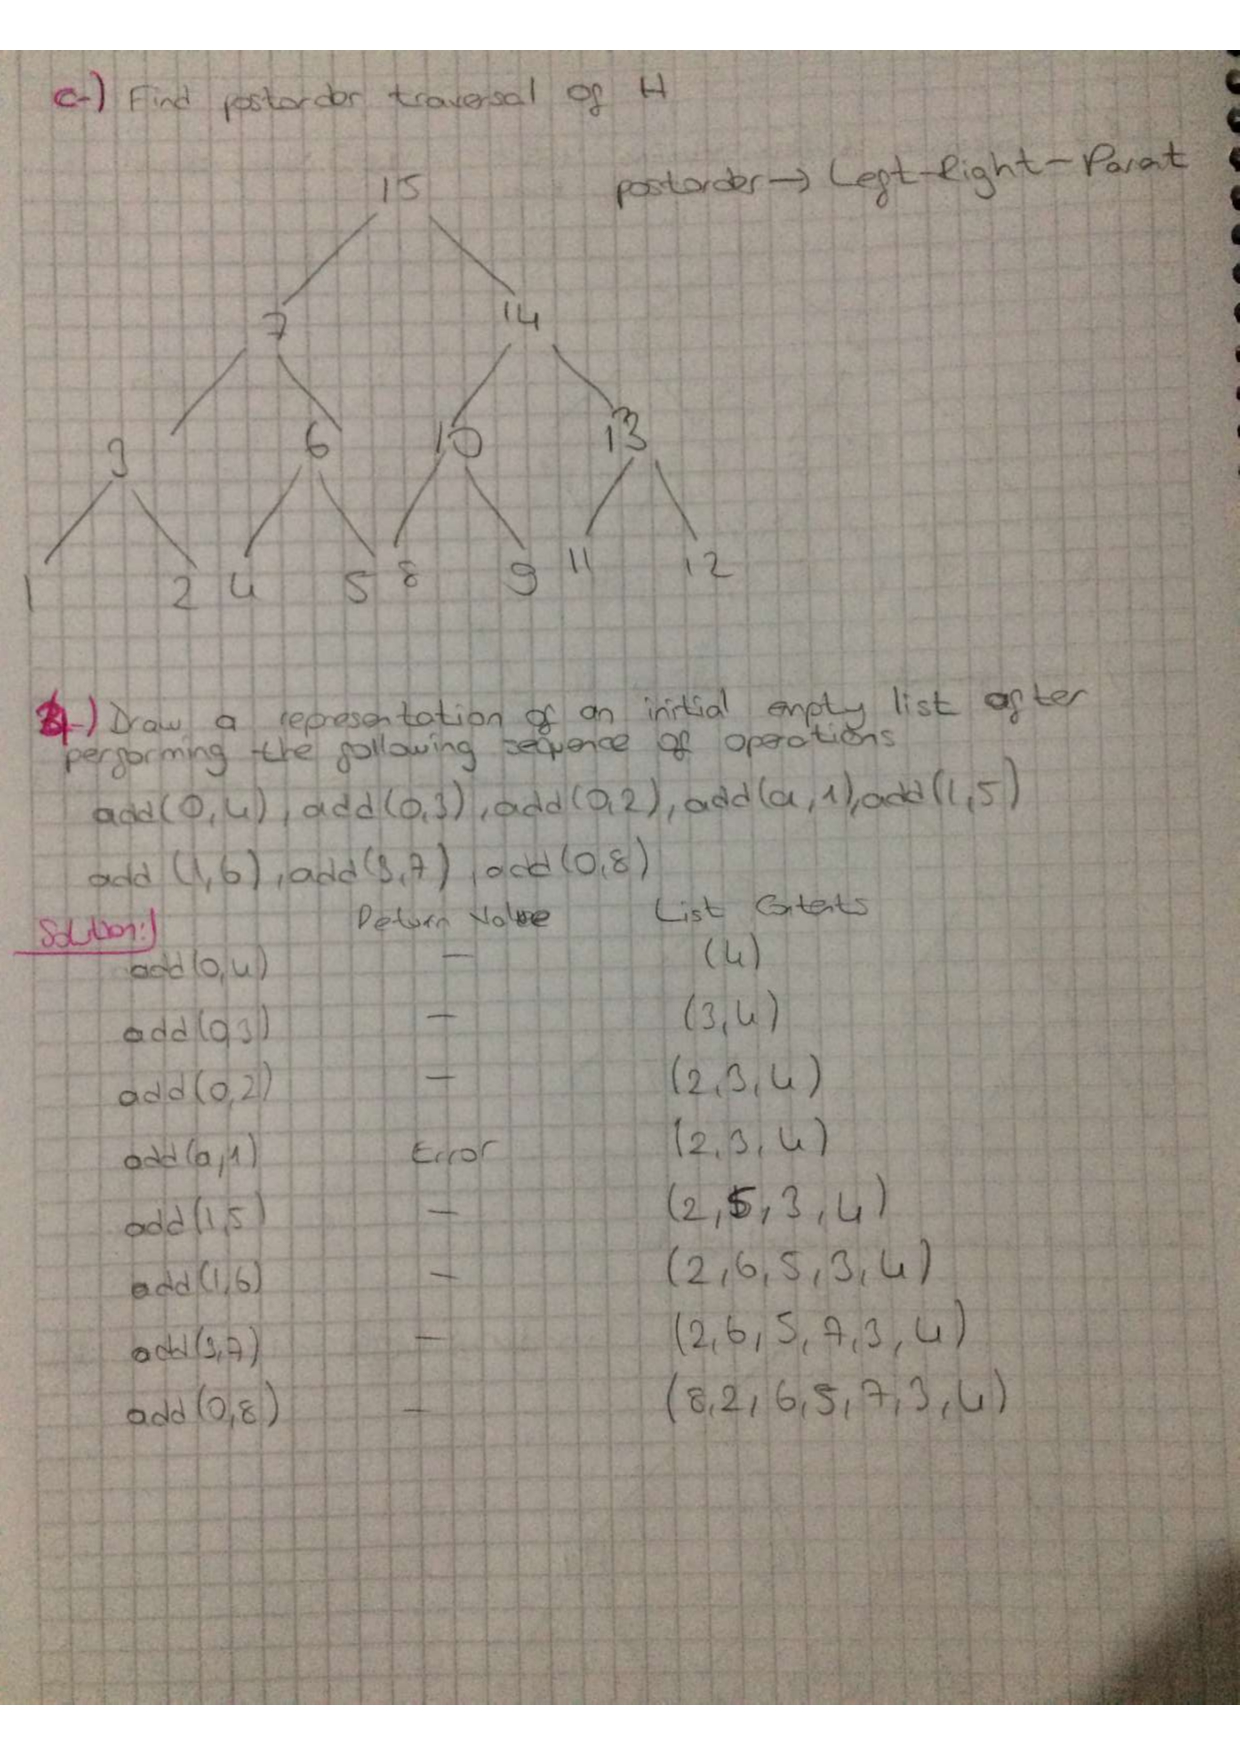 c-) Find postorder traversal of H
postorder → Left-Right-Parent
15
7 14
3 6 10 13
1 2 4 5 8 9 11 12
4-) Draw a representation of an initial empty list after
performing the following sequence of operations
add(0,4), add(0,3), add(0,2), add(a,1), add(1,5)
add (1,6), add(3,7), add(0,8)
Solution:) Return Value List Contents
add(0,4) — (4)
add(0,3) — (3,4)
add(0,2) — (2,3,4)
add(a,1) Error (2,3,4)
add(1,5) — (2,5,3,4)
add(1,6) — (2,6,5,3,4)
add(3,7) — (2,6,5,7,3,4)
add(0,8) — (8,2,6,5,7,3,4)